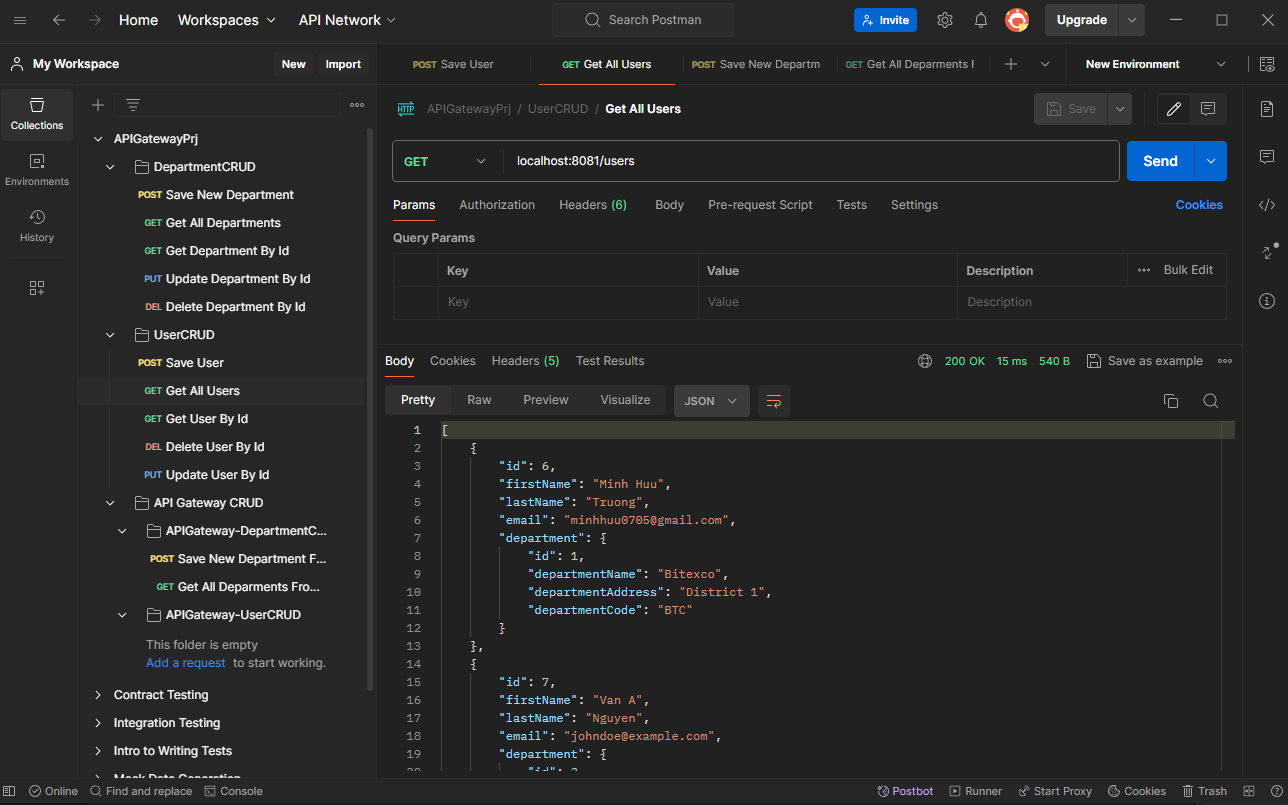 Home Workspaces API Network Search Postman Invite Upgrade
My Workspace New Import
POST Save User GET Get All Users POST Save New Departm GET Get All Deparments F New Environment
Collections
Environments
History
APIGatewayPrj
DepartmentCRUD
POST Save New Department
GET Get All Departments
GET Get Department By Id
PUT Update Department By Id
DEL Delete Department By Id
UserCRUD
POST Save User
GET Get All Users
GET Get User By Id
DEL Delete User By Id
PUT Update User By Id
API Gateway CRUD
APIGateway-DepartmentC...
POST Save New Department F...
GET Get All Deparments Fro...
APIGateway-UserCRUD
This folder is empty
Add a request to start working.
Contract Testing
Integration Testing
Intro to Writing Tests
Mock Data Generation
HTTP APIGatewayPrj / UserCRUD / Get All Users Save
GET localhost:8081/users Send
Params Authorization Headers (6) Body Pre-request Script Tests Settings Cookies
Query Params
Key Value Description Bulk Edit
Key Value Description
Body Cookies Headers (5) Test Results 200 OK 15 ms 540 B Save as example
Pretty Raw Preview Visualize JSON
1 [
2 {
3 "id": 6,
4 "firstName": "Minh Huu",
5 "lastName": "Truong",
6 "email": "minhhuu0705@gmail.com",
7 "department": {
8 "id": 1,
9 "departmentName": "Bitexco",
10 "departmentAddress": "District 1",
11 "departmentCode": "BTC"
12 }
13 },
14 {
15 "id": 7,
16 "firstName": "Van A",
17 "lastName": "Nguyen",
18 "email": "johndoe@example.com",
19 "department": {
20 "id":
Online Find and replace Console Postbot Runner Start Proxy Cookies Trash